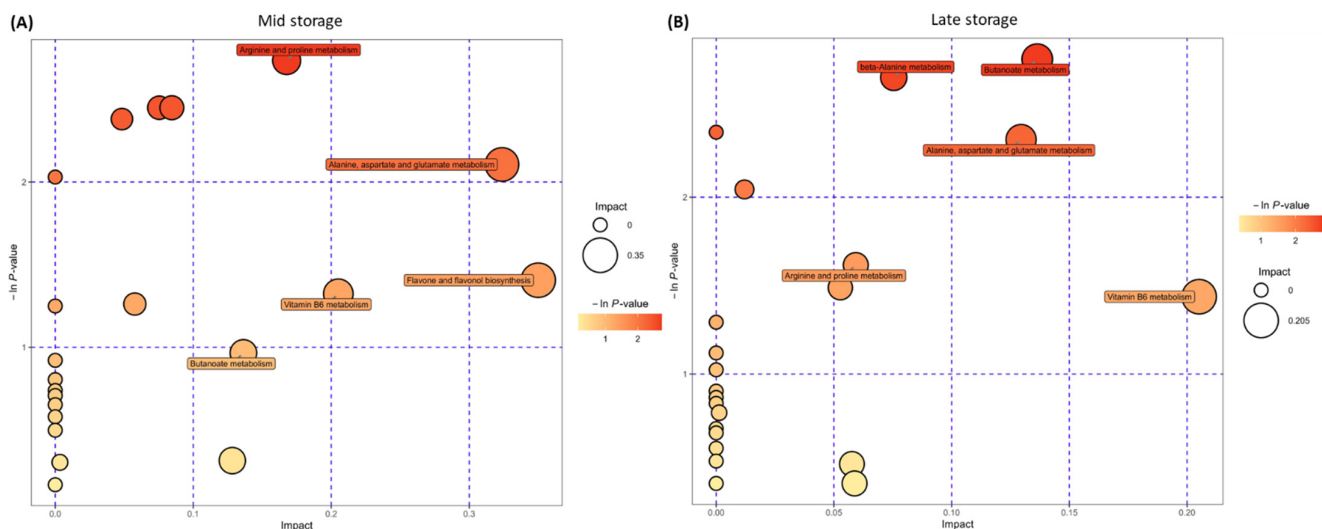 (A)
Mid storage
Arginine and proline metabolism
Alanine, aspartate and glutamate metabolism
Flavone and flavonol biosynthesis
Vitamin B6 metabolism
Butanoate metabolism
2
1
− ln P-value
0.0
0.1
0.2
0.3
Impact
Impact
0
0.35
− ln P-value
1
2
(B)
Late storage
beta-Alanine metabolism
Butanoate metabolism
Alanine, aspartate and glutamate metabolism
Arginine and proline metabolism
Vitamin B6 metabolism
2
1
− ln P-value
0.00
0.05
0.10
0.15
0.20
Impact
− ln P-value
1
2
Impact
0
0.205